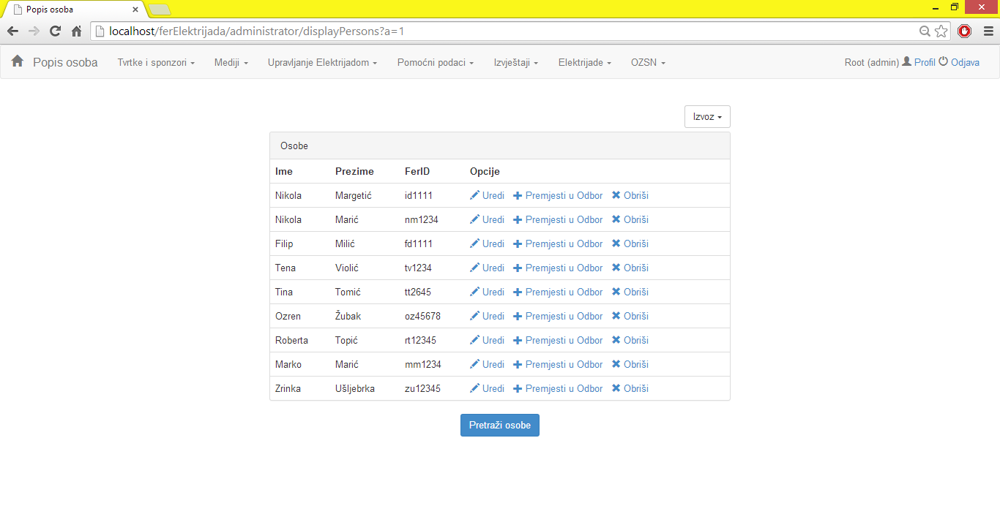 Popis osoba
localhost/ferElektrijada/administrator/displayPersons?a=1
Popis osoba Tvrtke i sponzori Mediji Upravljanje Elektrijadom Pomoćni podaci Izvještaji Elektrijade OZSN Root (admin) Profil Odjava
Izvoz
Osobe
Ime Prezime FerID Opcije
Nikola Margetić id1111 Uredi Premjesti u Odbor Obriši
Nikola Marić nm1234 Uredi Premjesti u Odbor Obriši
Filip Milić fd1111 Uredi Premjesti u Odbor Obriši
Tena Violić tv1234 Uredi Premjesti u Odbor Obriši
Tina Tomić tt2645 Uredi Premjesti u Odbor Obriši
Ozren Žubak oz45678 Uredi Premjesti u Odbor Obriši
Roberta Topić rt12345 Uredi Premjesti u Odbor Obriši
Marko Marić mm1234 Uredi Premjesti u Odbor Obriši
Zrinka Ušljebrka zu12345 Uredi Premjesti u Odbor Obriši
Pretraži osobe